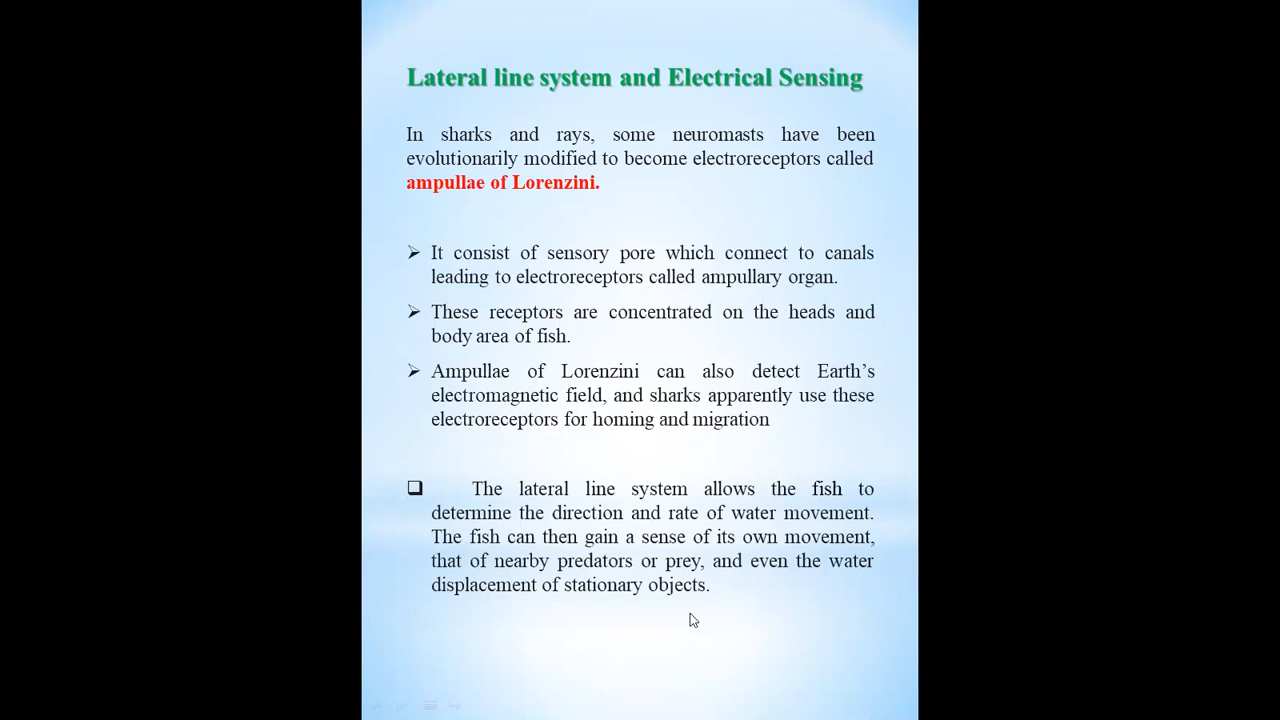 Lateral line system and Electrical Sensing
In sharks and rays, some neuromasts have been
evolutionarily modified to become electroreceptors called
ampullae of Lorenzini.
➢ It consist of sensory pore which connect to canals
leading to electroreceptors called ampullary organ.
➢ These receptors are concentrated on the heads and
body area of fish.
➢ Ampullae of Lorenzini can also detect Earth’s
electromagnetic field, and sharks apparently use these
electroreceptors for homing and migration
❑ The lateral line system allows the fish to
determine the direction and rate of water movement.
The fish can then gain a sense of its own movement,
that of nearby predators or prey, and even the water
displacement of stationary objects.